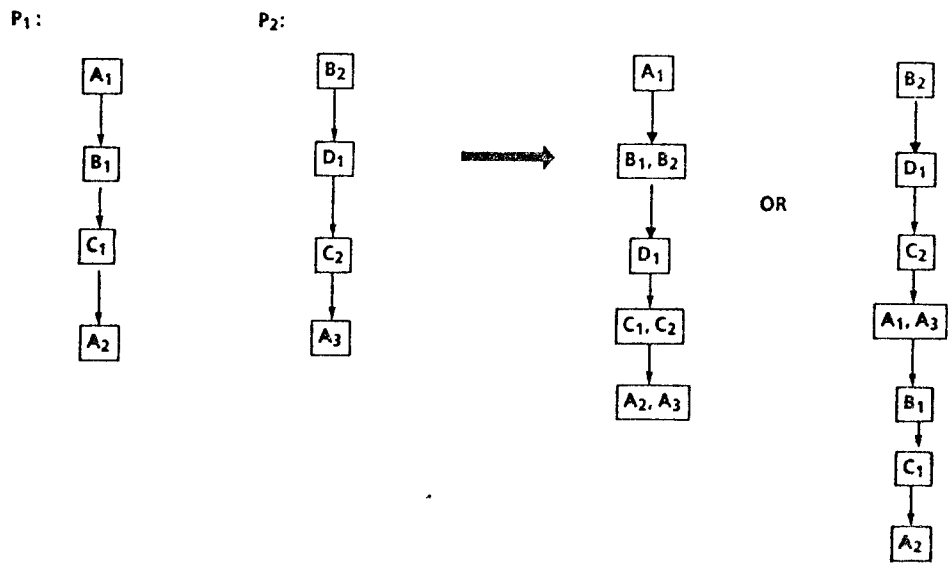 P₁:
A₁
B₁
C₁
A₂
P₂:
B₂
D₁
C₂
A₃
A₁
B₁, B₂
D₁
C₁, C₂
A₂, A₃
OR
B₂
D₁
C₂
A₁, A₃
B₁
C₁
A₂